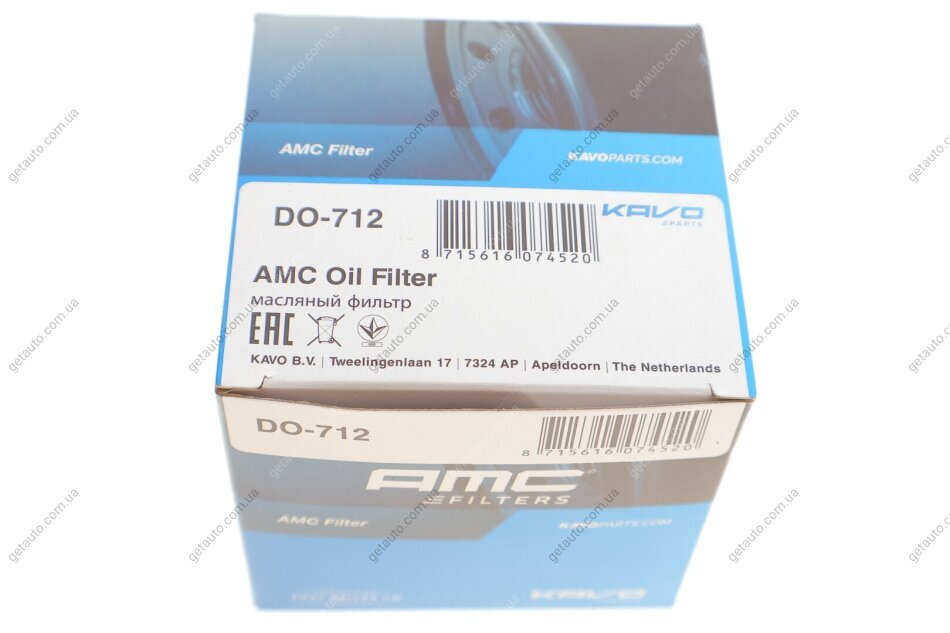 AMC Filter
KAVOPARTS.COM
DO-712
KAVO
PARTS
8 715616 074520
AMC Oil Filter
масляный фильтр
EAC
KAVO B.V. | Tweelingenlaan 17 | 7324 AP | Apeldoorn | The Netherlands
DO-712
8 715616 074520
AMC
FILTERS
AMC Filter
KAVOPARTS.COM
KAVO
getauto.com.ua